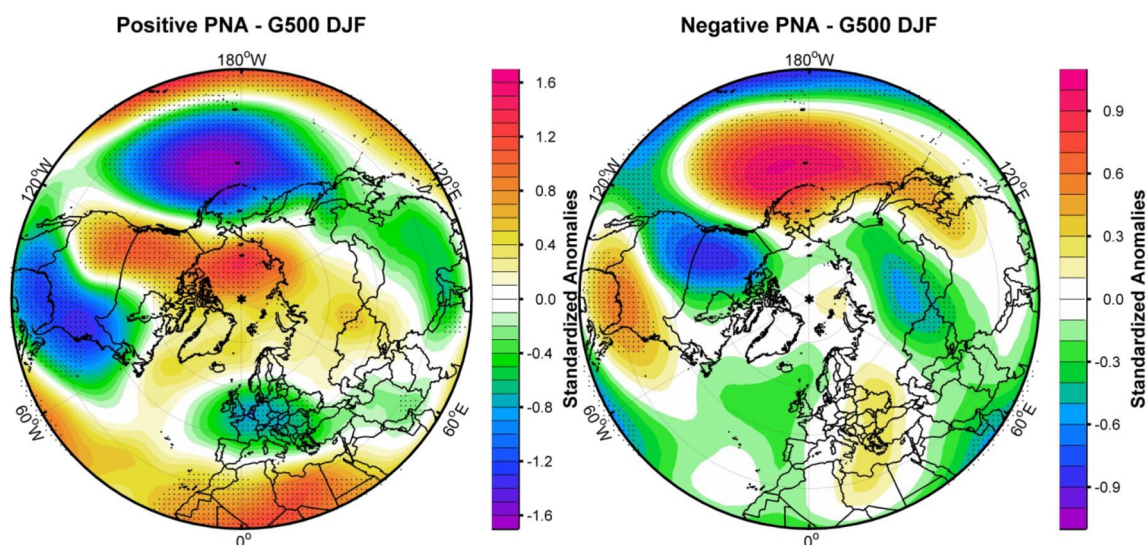 Positive PNA - G500 DJF
180°W
120°W
120°E
60°W
60°E
0°
1.6
1.2
0.8
0.4
0.0
-0.4
-0.8
-1.2
-1.6
Standardized Anomalies
Negative PNA - G500 DJF
180°W
120°W
120°E
60°W
60°E
0°
0.9
0.6
0.3
0.0
-0.3
-0.6
-0.9
Standardized Anomalies